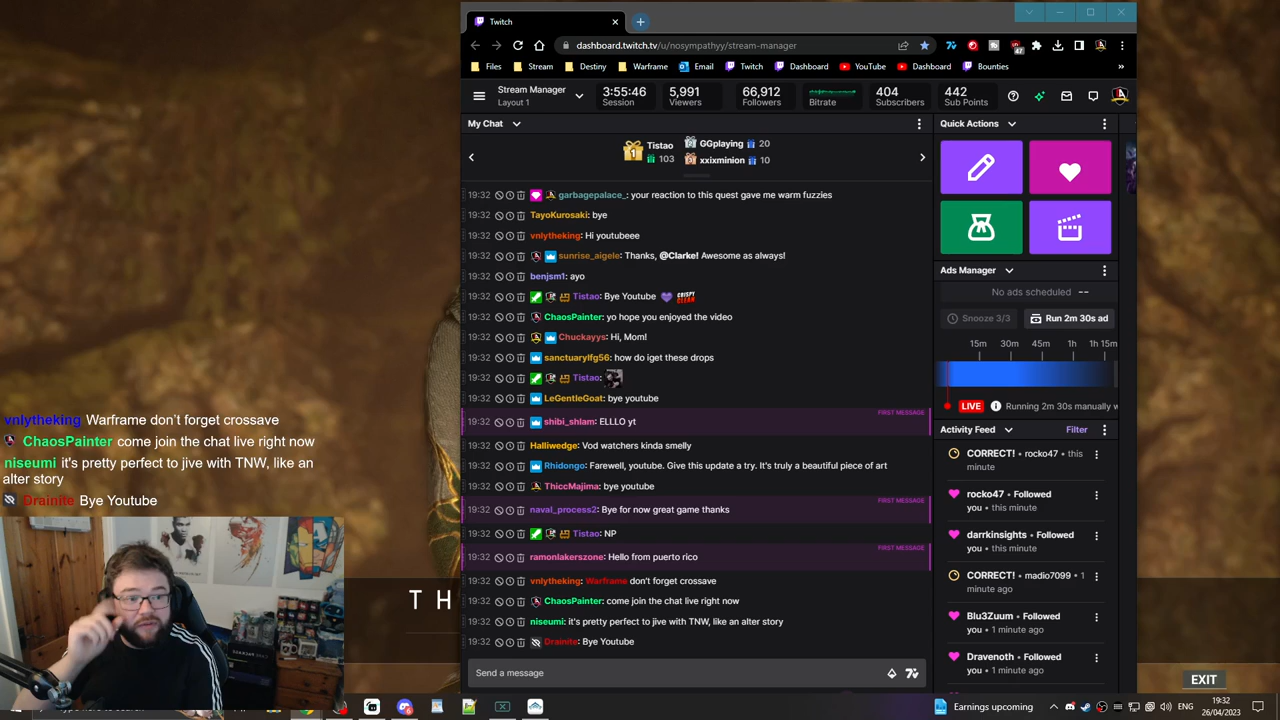 Twitch
dashboard.twitch.tv/u/nosympathyy/stream-manager
47
Files Stream Destiny Warframe Email Twitch Dashboard YouTube Dashboard Bounties »
Stream Manager
Layout 1
3:55:46
Session
5,991
Viewers
66,912
Followers
Bitrate
404
Subscribers
442
Sub Points
My Chat
1 Tistao
103
GGplaying 20
xxixminion 10
19:32 garbagepalace_: your reaction to this quest gave me warm fuzzies
19:32 TayoKurosaki: bye
19:32 vnlytheking: Hi youtubeee
19:32 sunrise_aigele: Thanks, @Clarke! Awesome as always!
19:32 benjsm1: ayo
19:32 Tistao: Bye Youtube CRISPY CLEAN
19:32 ChaosPainter: yo hope you enjoyed the video
19:32 Chuckayys: Hi, Mom!
19:32 sanctuarylfg56: how do iget these drops
19:32 Tistao:
19:32 LeGentleGoat: bye youtube
FIRST MESSAGE
19:32 shibi_shlam: ELLLO yt
19:32 Halliwedge: Vod watchers kinda smelly
19:32 Rhidongo: Farewell, youtube. Give this update a try. It's truly a beautiful piece of art
19:32 ThiccMajima: bye youtube
FIRST MESSAGE
19:32 naval_process2: Bye for now great game thanks
19:32 Tistao: NP
FIRST MESSAGE
19:32 ramonlakerszone: Hello from puerto rico
19:32 vnlytheking: Warframe don't forget crossave
19:32 ChaosPainter: come join the chat live right now
19:32 niseumi: it's pretty perfect to jive with TNW, like an alter story
19:32 Drainite: Bye Youtube
Send a message
Quick Actions
Ads Manager
No ads scheduled --
Snooze 3/3 Run 2m 30s ad
15m 30m 45m 1h 1h 15m
LIVE Running 2m 30s manually w
Activity Feed Filter
CORRECT! • rocko47 • this
minute
rocko47 • Followed
you • this minute
darrkinsights • Followed
you • this minute
CORRECT! • madio7099 • 1
minute ago
Blu3Zuum • Followed
you • 1 minute ago
Dravenoth • Followed
you • 1 minute ago
vnlytheking Warframe don't forget crossave
ChaosPainter come join the chat live right now
niseumi it's pretty perfect to jive with TNW, like an
alter story
Drainite Bye Youtube
T H
EXIT
Earnings upcoming
ENG
19:32
26/04/2023